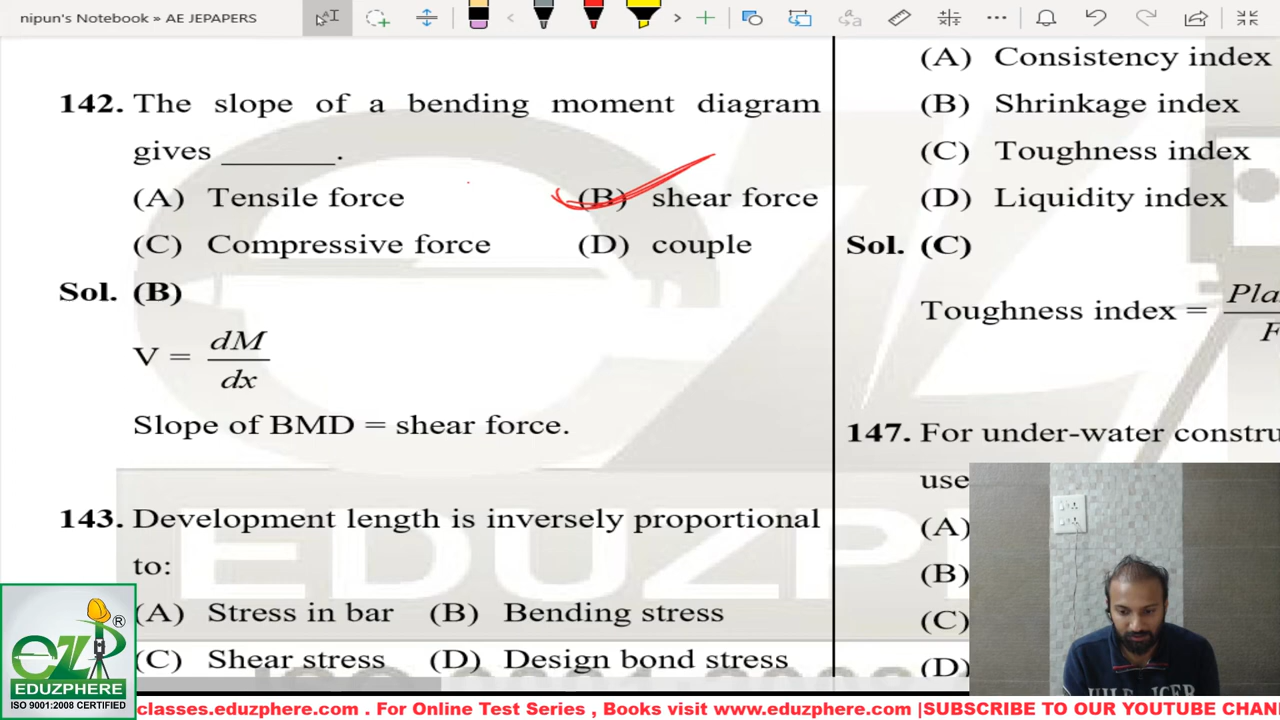 nipun's Notebook » AE JEPAPERS
142. The slope of a bending moment diagram
gives _______.
(A) Tensile force (B) shear force
(C) Compressive force (D) couple
Sol. (B)
V = dM
dx
Slope of BMD = shear force.
143. Development length is inversely proportional
to:
(A) Stress in bar (B) Bending stress
(C) Shear stress (D) Design bond stress
(A) Consistency index
(B) Shrinkage index
(C) Toughness index
(D) Liquidity index
Sol. (C)
Toughness index = Pla
F
147. For under-water constru
use
(A)
(B)
(C)
(D)
EDUZPH
EZP ®
EDUZPHERE
ISO 9001:2008 CERTIFIED
classes.eduzphere.com . For Online Test Series , Books visit www.eduzphere.com |SUBSCRIBE TO OUR YOUTUBE CHAN